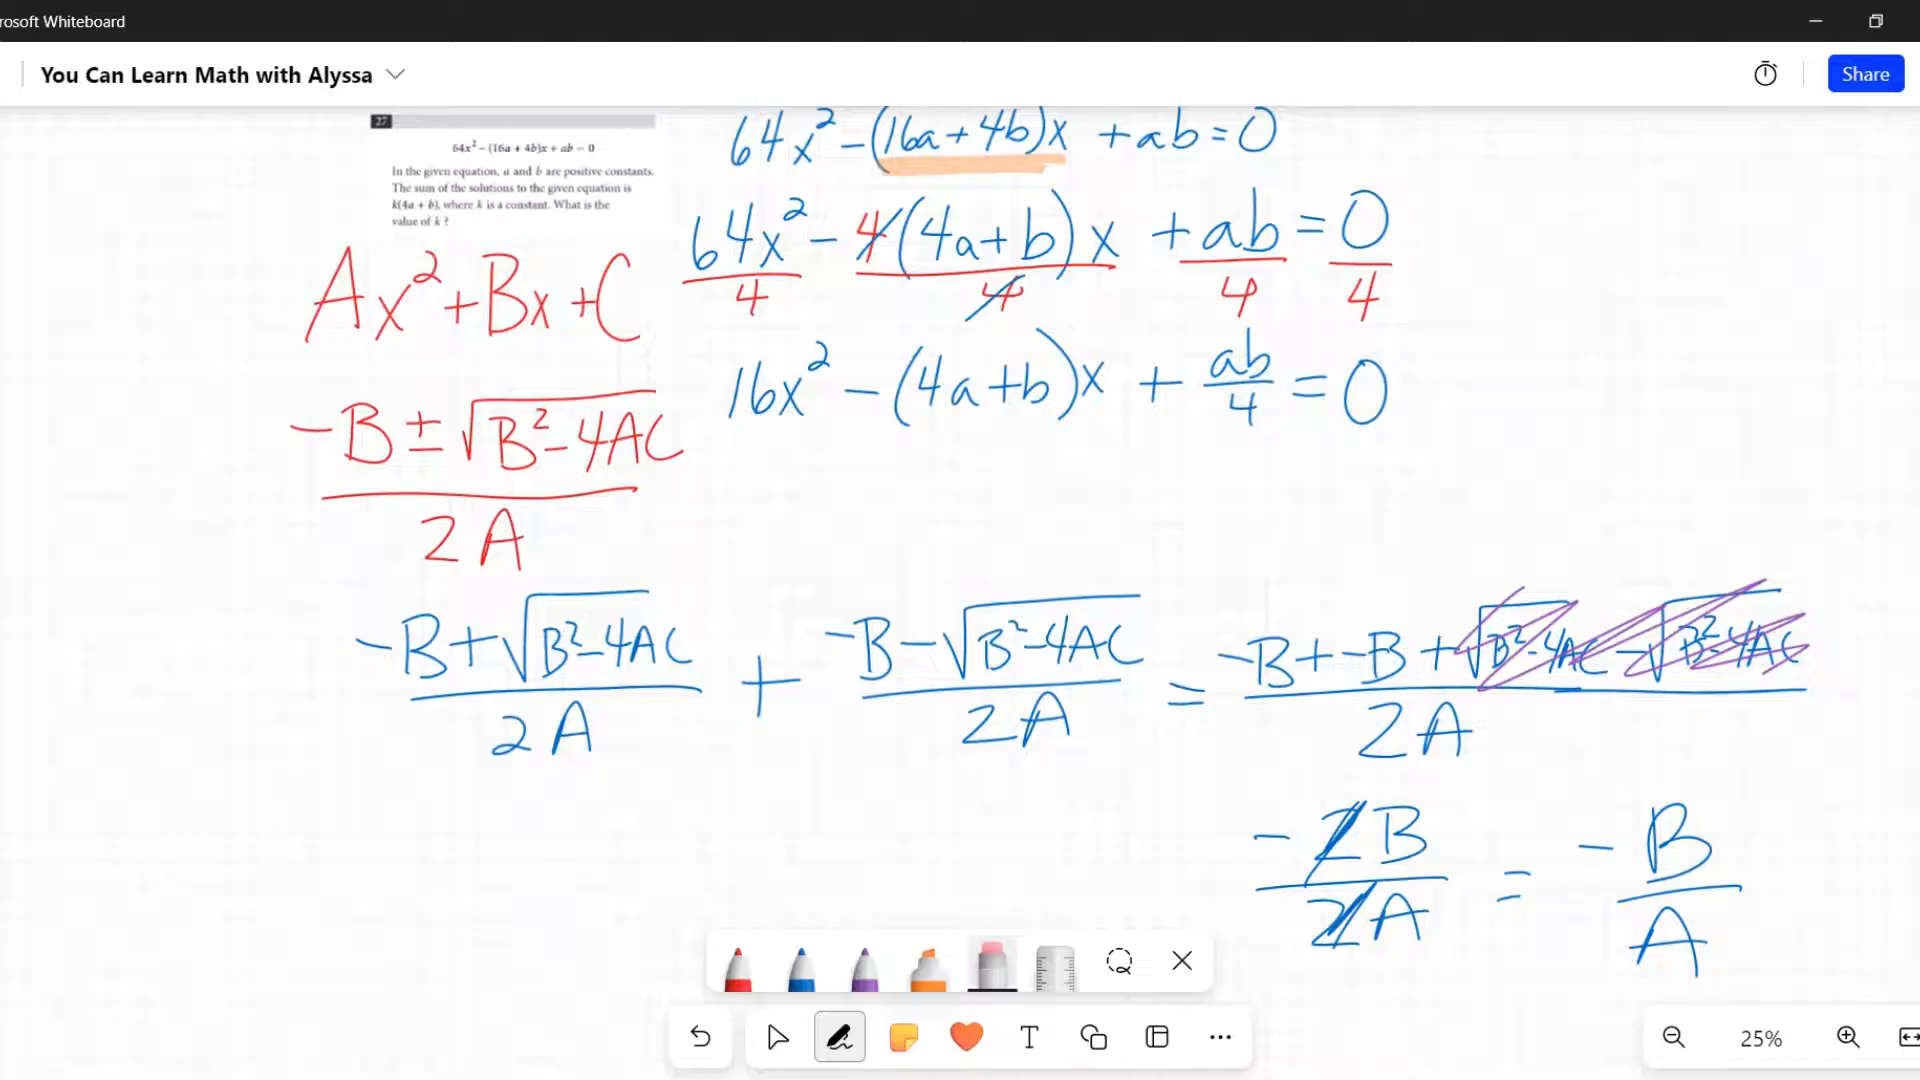 rosoft Whiteboard
You Can Learn Math with Alyssa
Share
27
64x² − (16a + 4b)x + ab = 0
In the given equation, a and b are positive constants.
The sum of the solutions to the given equation is
k(4a + b), where k is a constant. What is the
value of k ?
64x² − (16a + 4b)x + ab = 0
64x²/4 − 4(4a + b)x/4 + ab/4 = 0/4
16x² − (4a + b)x + ab/4 = 0
Ax² + Bx + C
−B ± √B² − 4AC / 2A
−B + √B² − 4AC / 2A + −B − √B² − 4AC / 2A = −B + −B + √B² − 4AC − √B² − 4AC / 2A
−2B / 2A = −B / A
25%